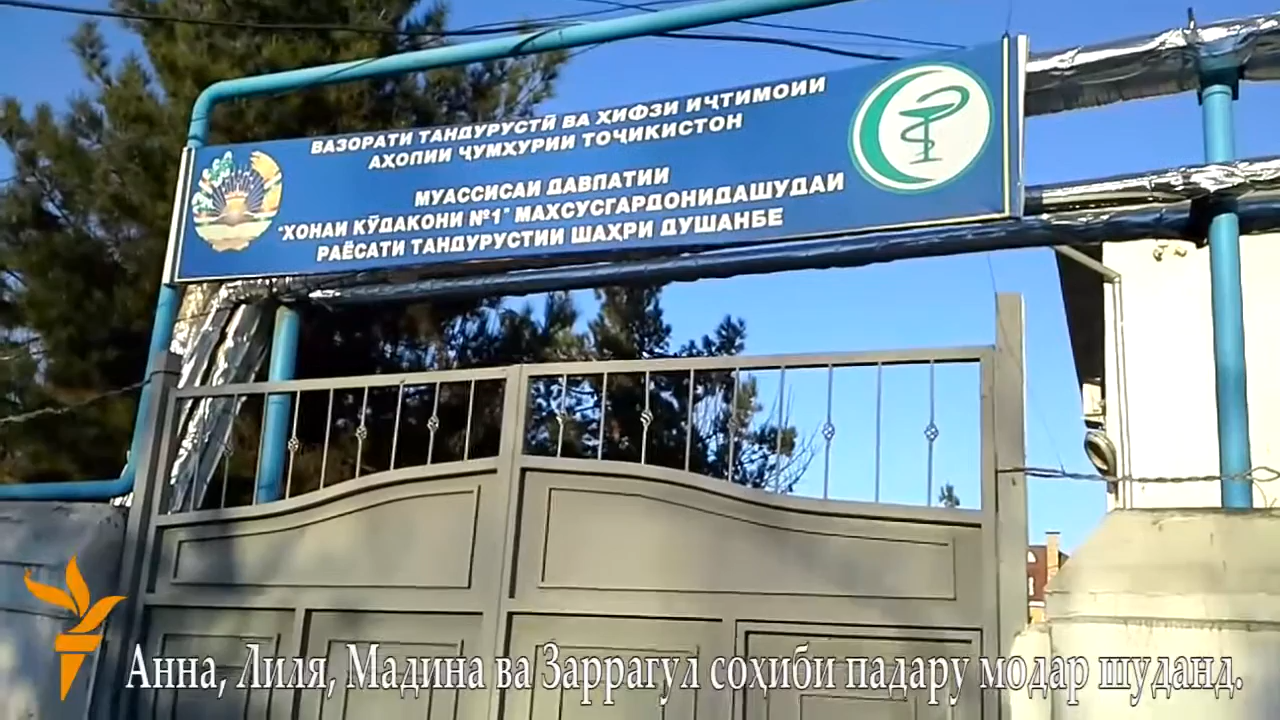 ВАЗОРАТИ ТАНДУРУСТӢ ВА ҲИФЗИ ИҶТИМОИИ
АҲОЛИИ ҶУМҲУРИИ ТОҶИКИСТОН
МУАССИСАИ ДАВЛАТИИ
"ХОНАИ КӮДАКОНИ №1" МАХСУСГАРДОНИДАШУДАИ
РАЁСАТИ ТАНДУРУСТИИ ШАҲРИ ДУШАНБЕ
Анна, Лиля, Мадина ва Заррагул соҳиби падару модар шуданд.